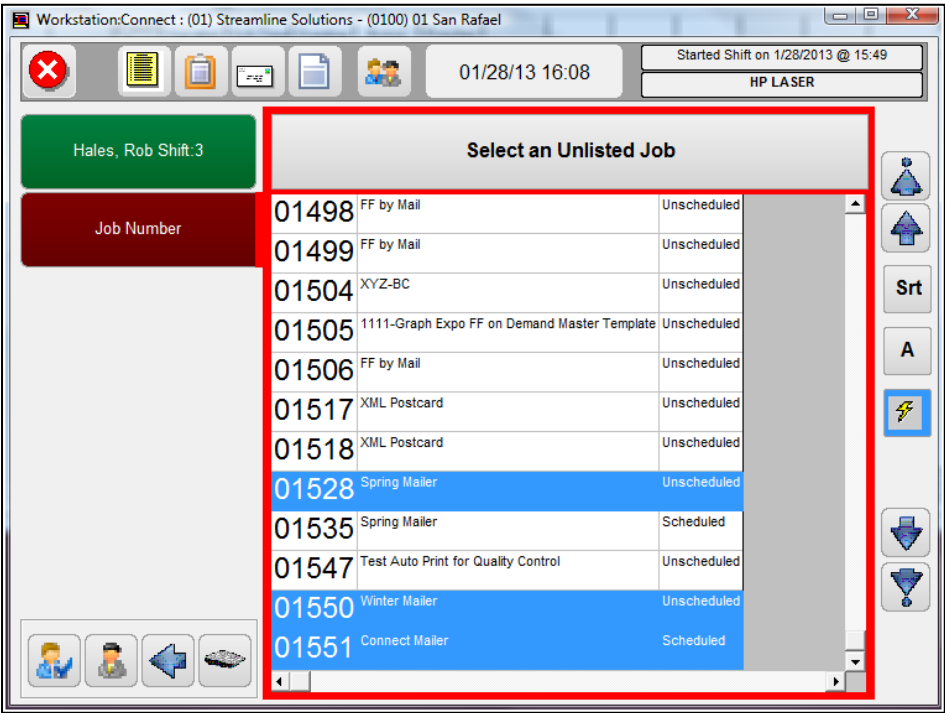 Workstation:Connect : (01) Streamline Solutions - (0100) 01 San Rafael
01/28/13 16:08
Started Shift on 1/28/2013 @ 15:49
HP LASER
Hales, Rob Shift:3
Job Number
Select an Unlisted Job
01498 FF by Mail Unscheduled
01499 FF by Mail Unscheduled
01504 XYZ-BC Unscheduled
01505 1111-Graph Expo FF on Demand Master Template Unscheduled
01506 FF by Mail Unscheduled
01517 XML Postcard Unscheduled
01518 XML Postcard Unscheduled
01528 Spring Mailer Unscheduled
01535 Spring Mailer Scheduled
01547 Test Auto Print for Quality Control Unscheduled
01550 Winter Mailer Unscheduled
01551 Connect Mailer Scheduled
Srt
A